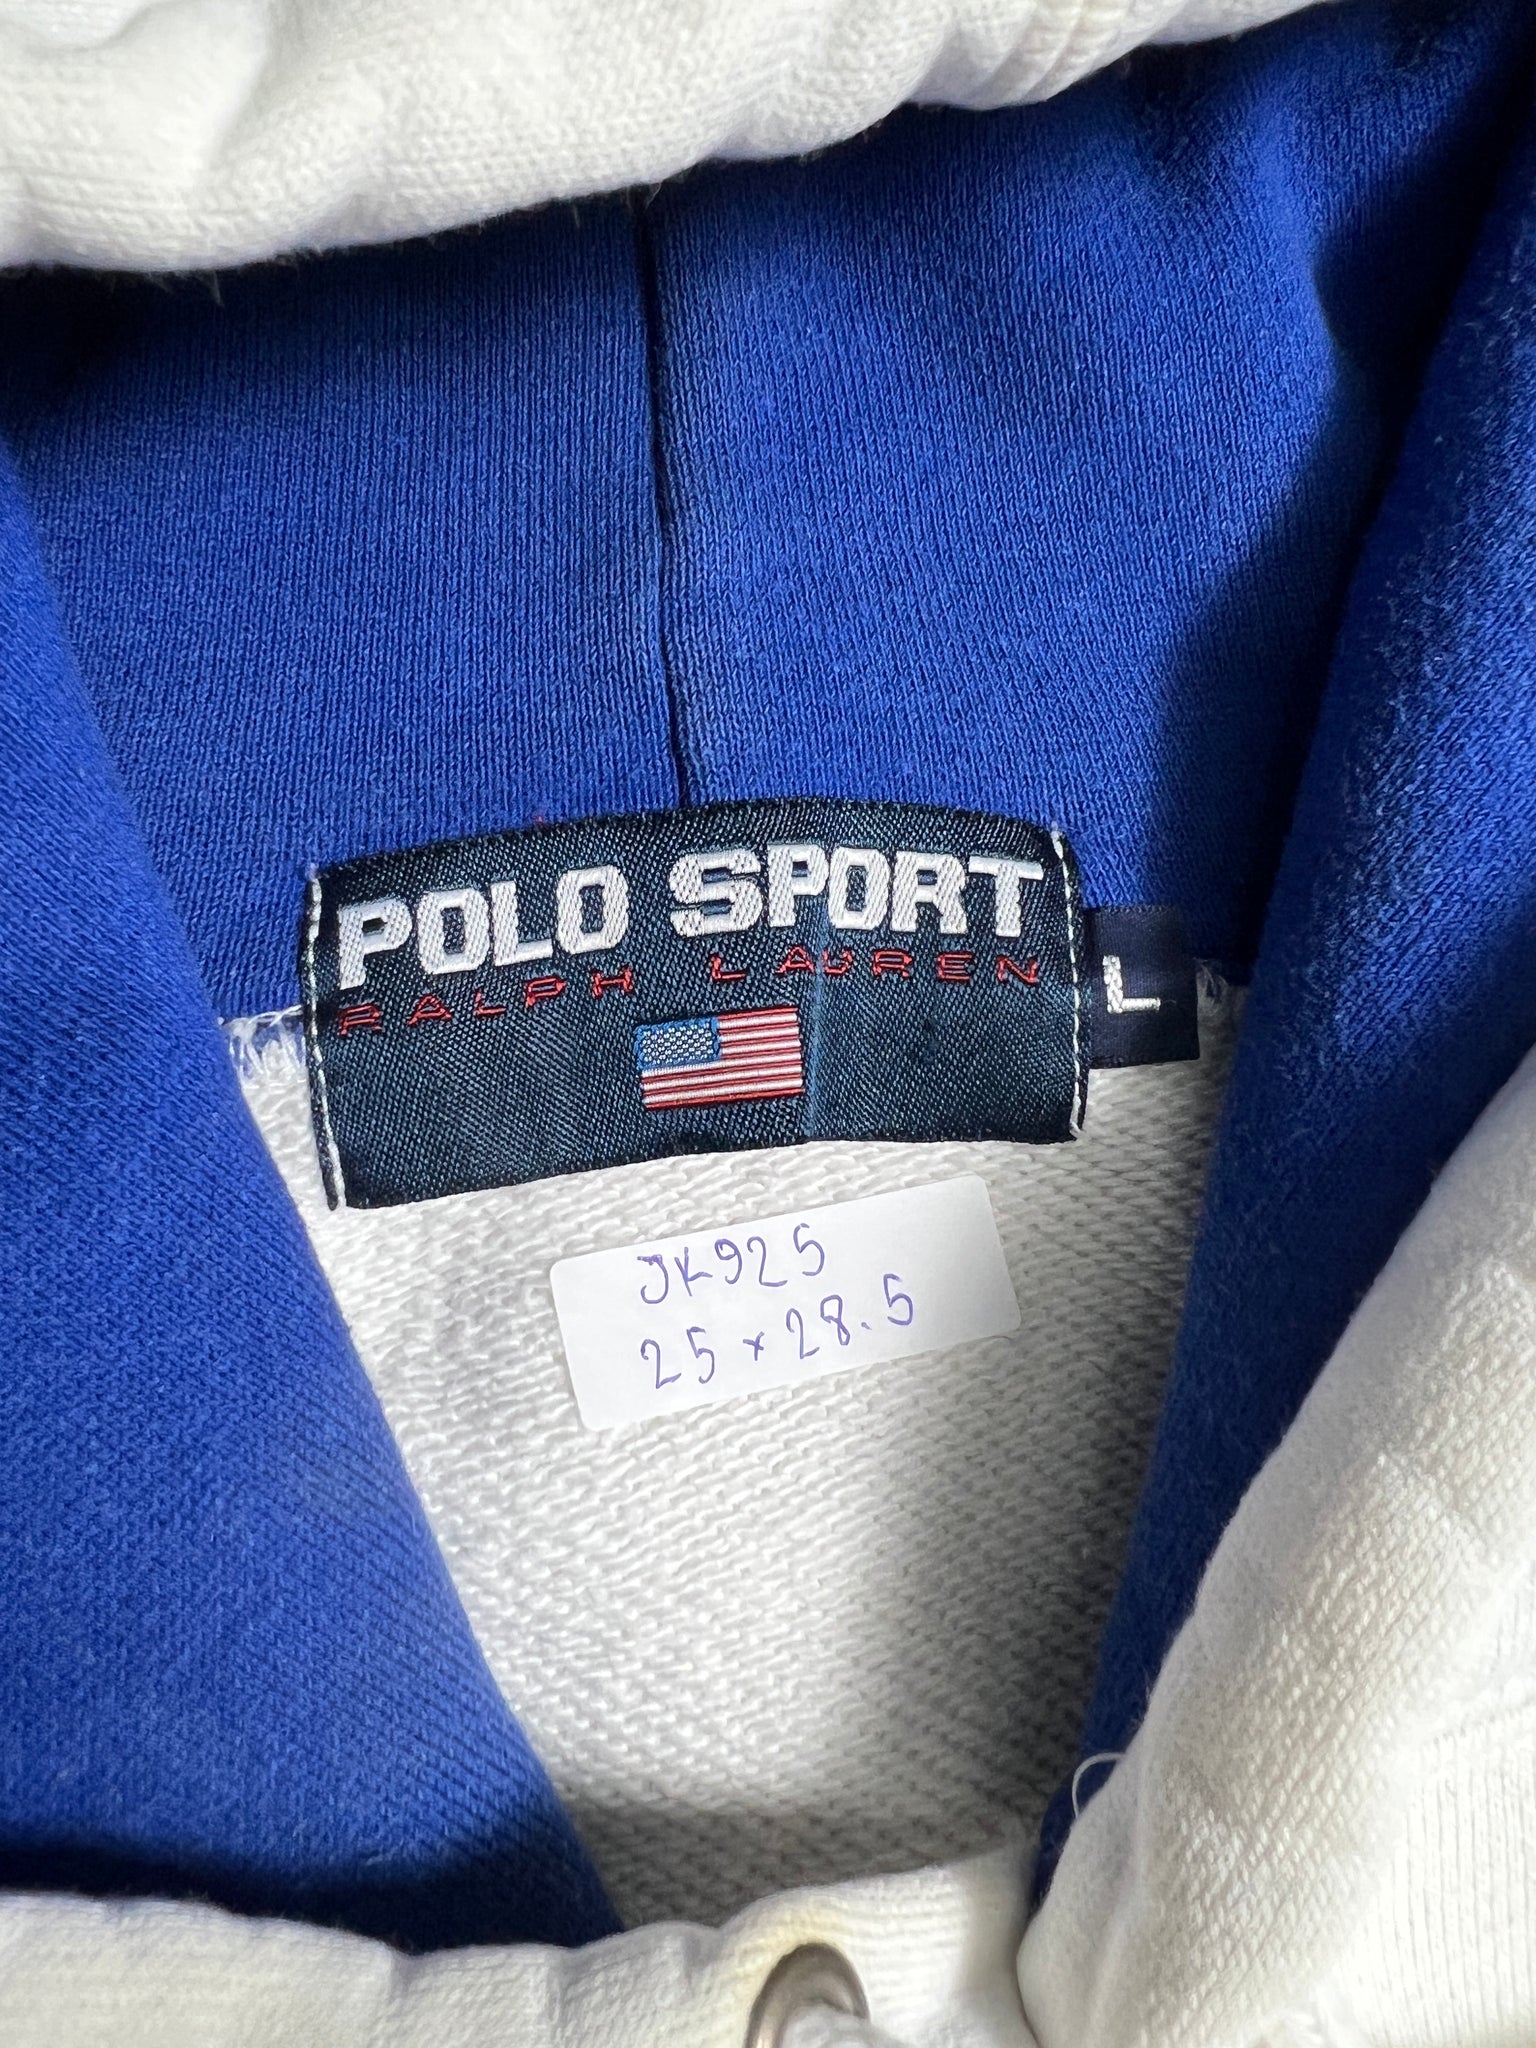 POLO SPORT
RALPH LAUREN
L
JK925
25 x 28.5